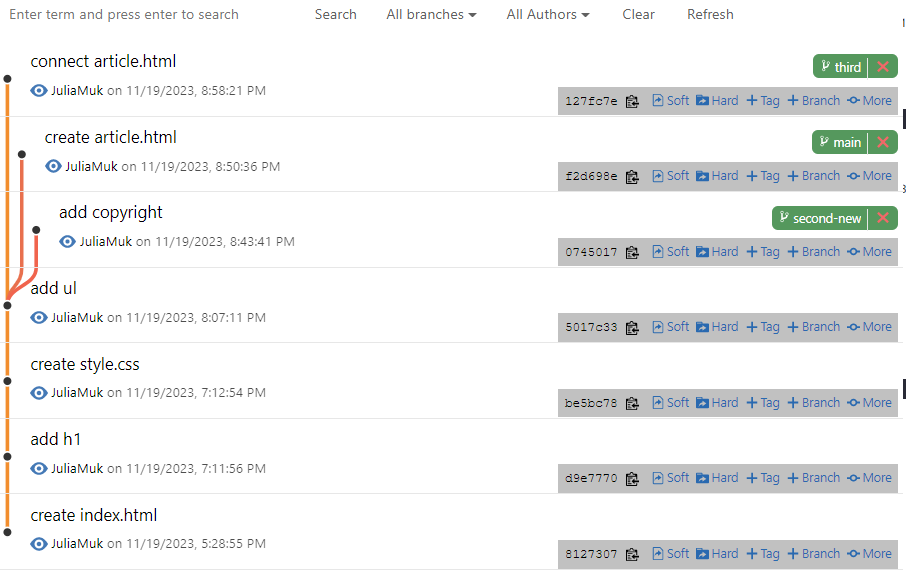 Enter term and press enter to search Search All branches All Authors Clear Refresh
connect article.html third
JuliaMuk on 11/19/2023, 8:58:21 PM 127fc7e Soft Hard Tag Branch More
create article.html main
JuliaMuk on 11/19/2023, 8:50:36 PM f2d698e Soft Hard Tag Branch More
add copyright second-new
JuliaMuk on 11/19/2023, 8:43:41 PM 0745017 Soft Hard Tag Branch More
add ul
JuliaMuk on 11/19/2023, 8:07:11 PM 5017c33 Soft Hard Tag Branch More
create style.css
JuliaMuk on 11/19/2023, 7:12:54 PM be5bc78 Soft Hard Tag Branch More
add h1
JuliaMuk on 11/19/2023, 7:11:56 PM d9e7770 Soft Hard Tag Branch More
create index.html
JuliaMuk on 11/19/2023, 5:28:55 PM 8127307 Soft Hard Tag Branch More